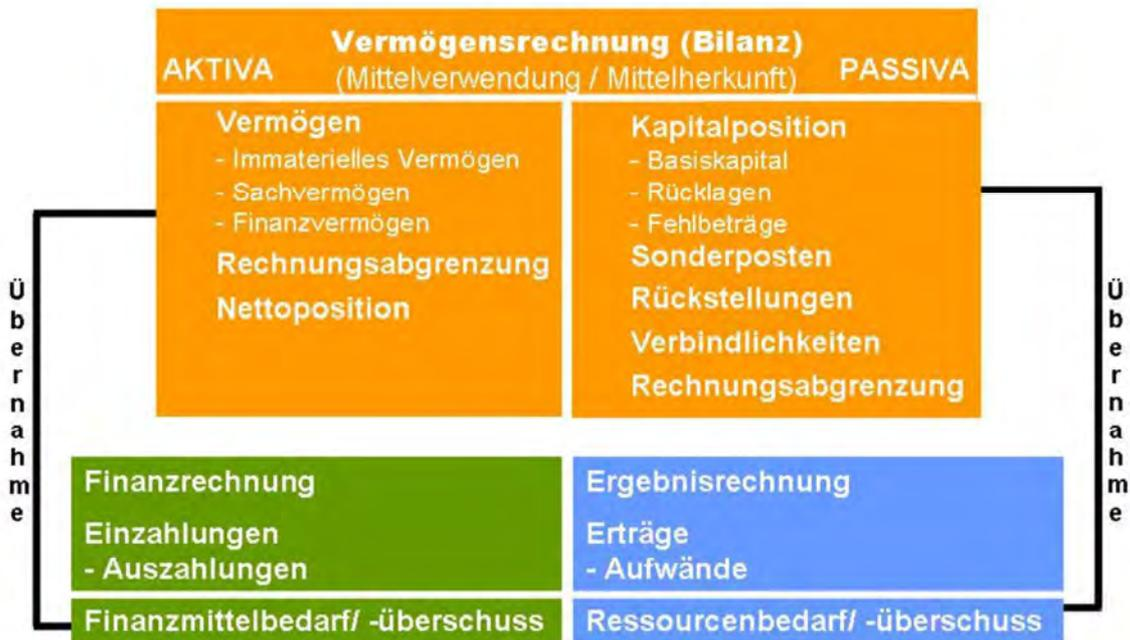 Vermögensrechnung (Bilanz)
AKTIVA
(Mittelverwendung / Mittelherkunft)
PASSIVA
Vermögen
- Immaterielles Vermögen
- Sachvermögen
- Finanzvermögen
Rechnungsabgrenzung
Nettoposition
Kapitalposition
- Basiskapital
- Rücklagen
- Fehlbeträge
Sonderposten
Rückstellungen
Verbindlichkeiten
Rechnungsabgrenzung
Übernahme
Übernahme
Finanzrechnung
Einzahlungen
- Auszahlungen
Finanzmittelbedarf/ -überschuss
Ergebnisrechnung
Erträge
- Aufwände
Ressourcenbedarf/ -überschuss